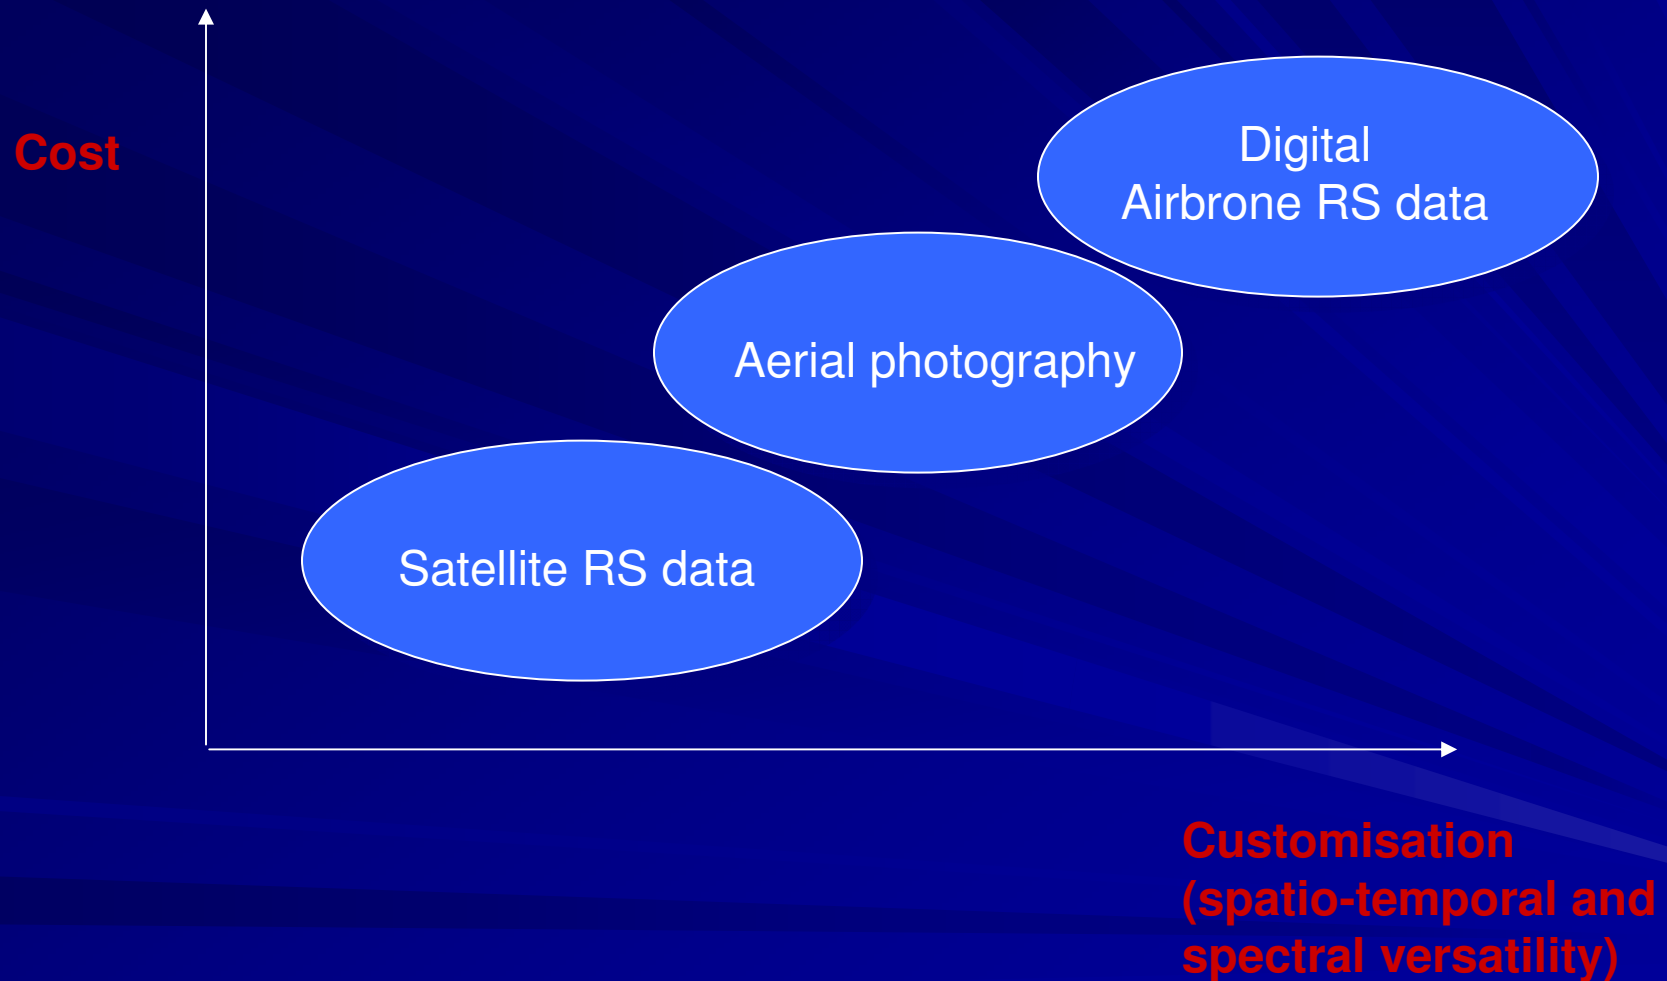 Cost
Digital
Airbrone RS data
Aerial photography
Satellite RS data
Customisation
(spatio-temporal and
spectral versatility)